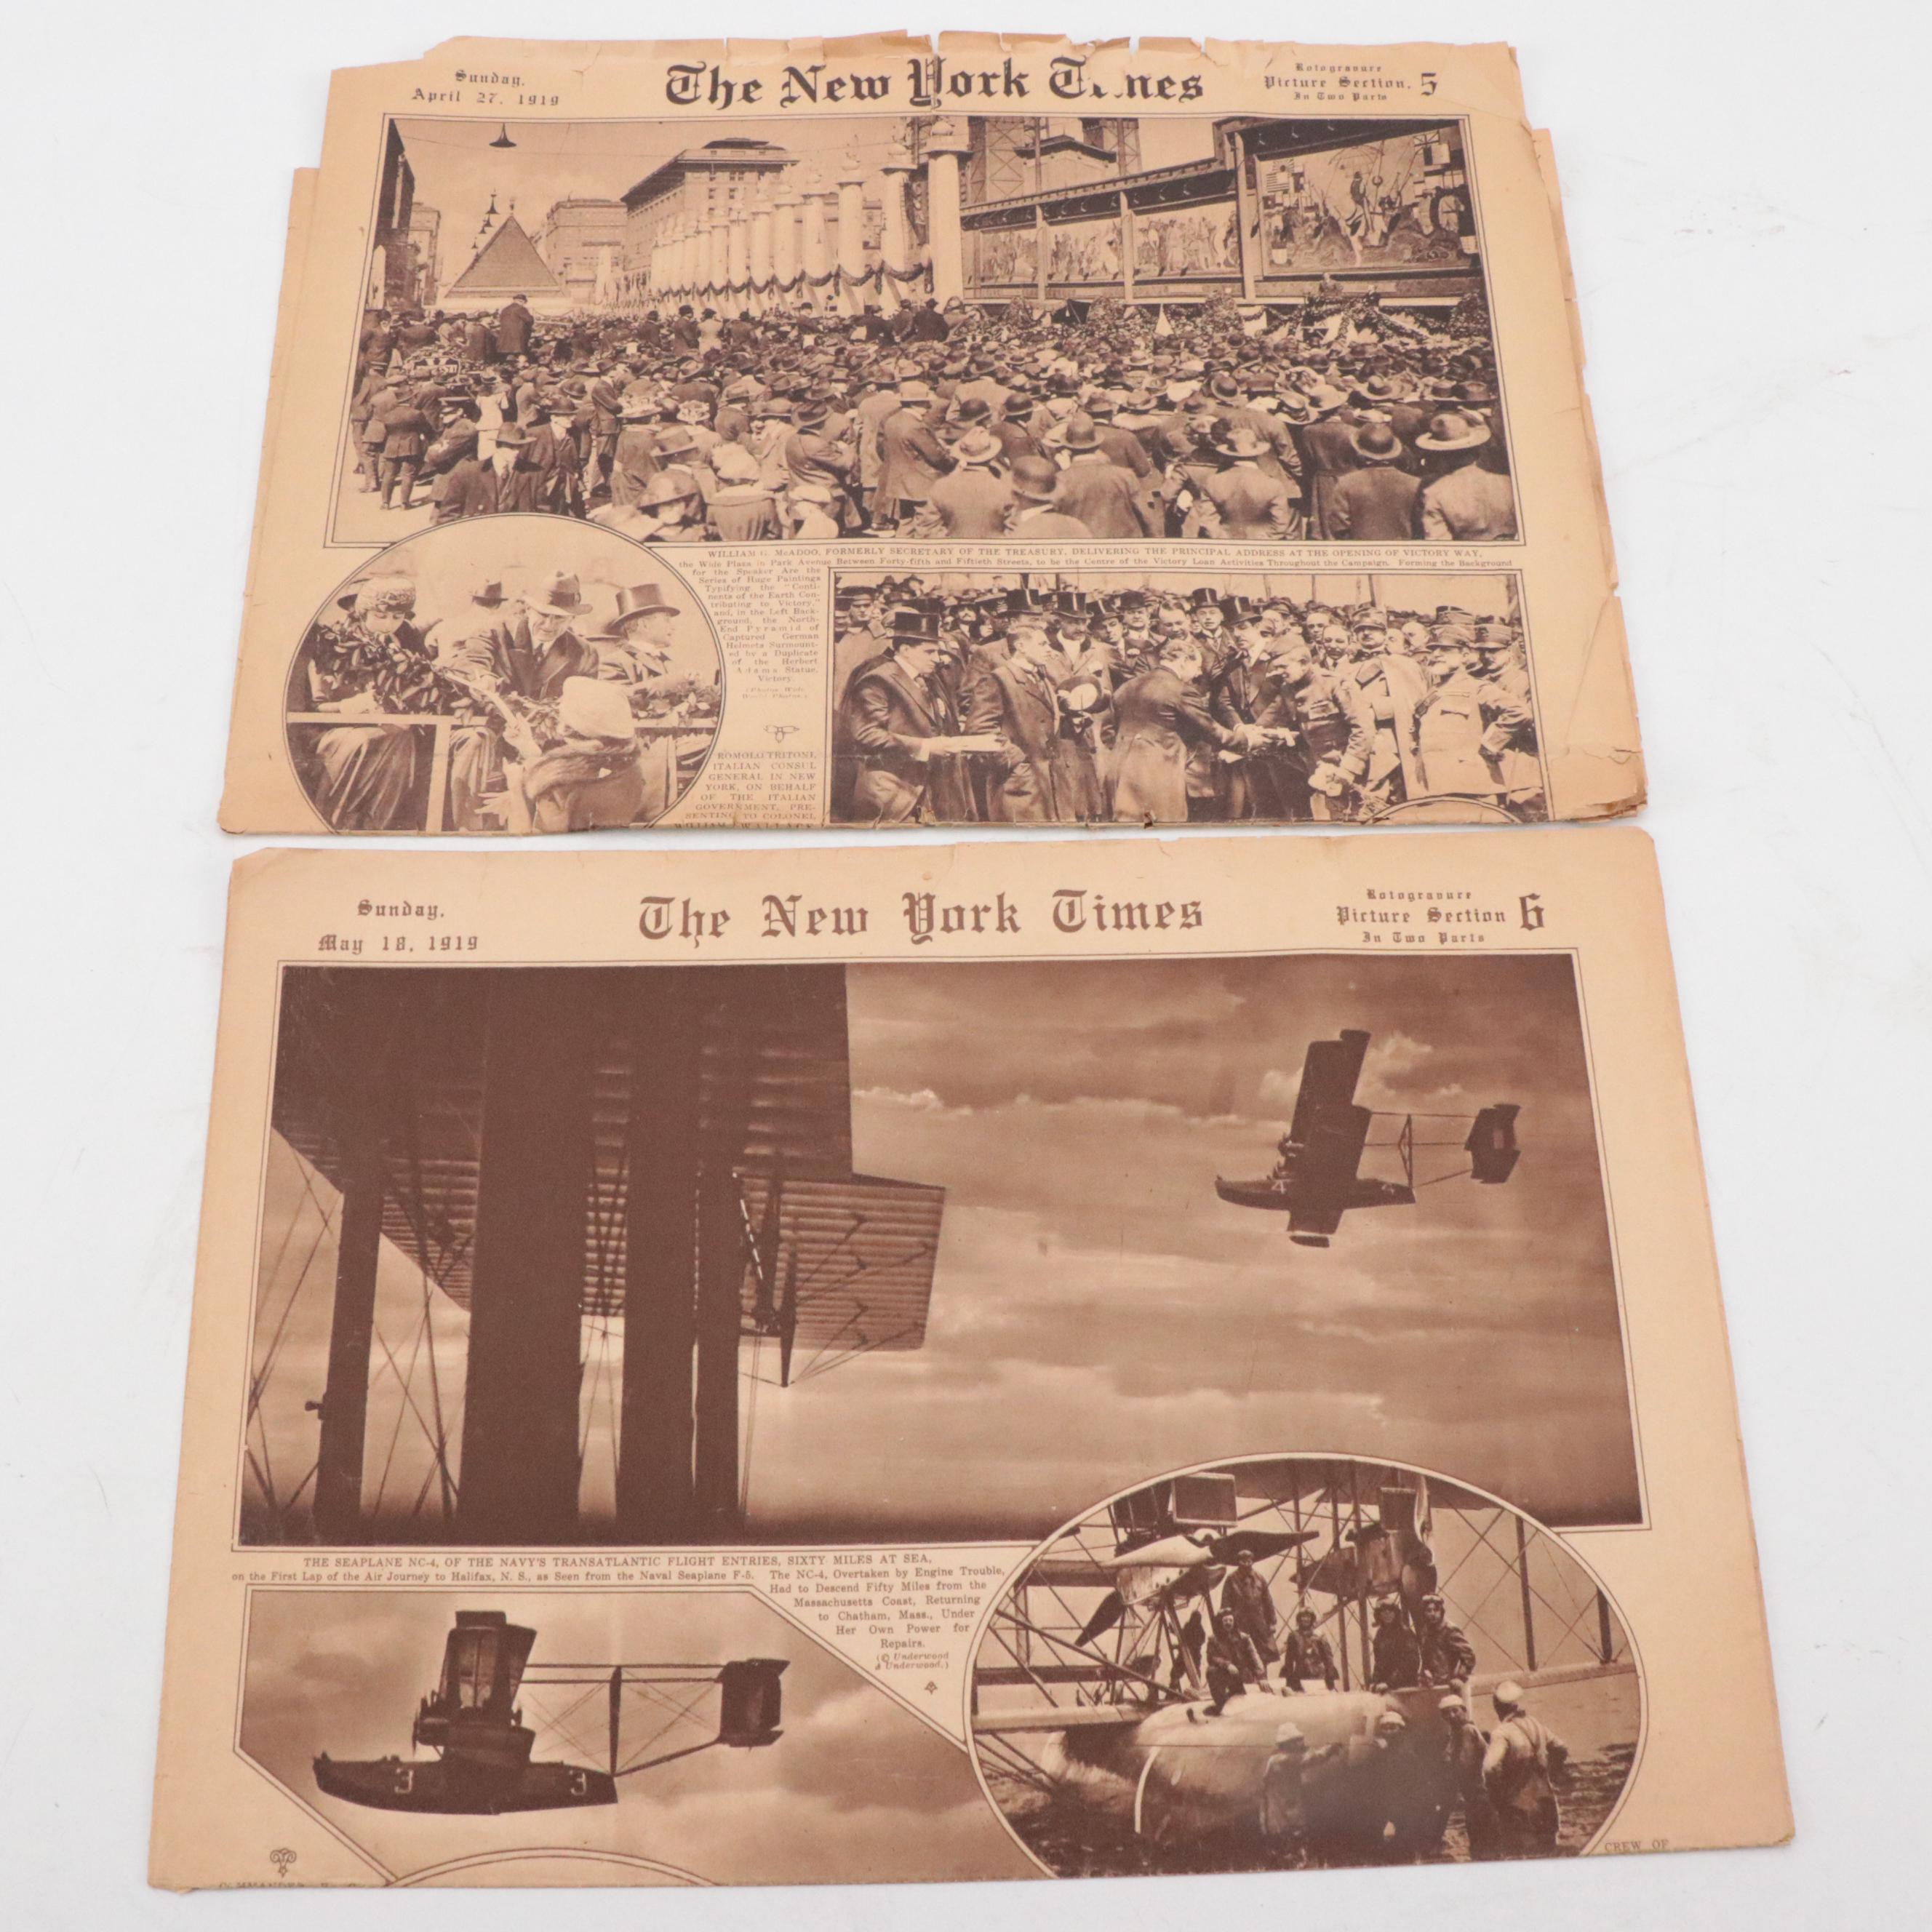 Sunday,
April 27, 1919
The New York Times
Rotogravure
Picture Section, 5
In Two Parts
WILLIAM G. McADOO, FORMERLY SECRETARY OF THE TREASURY, DELIVERING THE PRINCIPAL ADDRESS AT THE OPENING OF VICTORY WAY,
the Wide Plaza in Park Avenue Between Forty-fifth and Fiftieth Streets, to be the Centre of the Victory Loan Activities Throughout the Campaign. Forming the Background
for the Speaker Are the
Series of Huge Paintings
Typifying the "Conti-
nents of the Earth Con-
tributing to Victory,"
and, in the Left Back-
ground, the North-
End Pyramid of
Captured German
Helmets Surmount-
ed by a Duplicate
of the Herbert
Adams Statue,
Victory.
(Photos Wide
World Photos.)
ROMOLO TRITONI,
ITALIAN CONSUL
GENERAL IN NEW
YORK, ON BEHALF
OF THE ITALIAN
GOVERNMENT, PRE-
SENTING TO COLONEL
WILLIAM WALLACE
Sunday,
May 18, 1919
The New York Times
Rotogravure
Picture Section 6
In Two Parts
4
THE SEAPLANE NC-4, OF THE NAVY'S TRANSATLANTIC FLIGHT ENTRIES, SIXTY MILES AT SEA,
on the First Lap of the Air Journey to Halifax, N. S., as Seen from the Naval Seaplane F-5. The NC-4, Overtaken by Engine Trouble,
Had to Descend Fifty Miles from the
Massachusetts Coast, Returning
to Chatham, Mass., Under
Her Own Power for
Repairs.
(© Underwood
& Underwood.)
3 3
CREW OF
COMMANDER